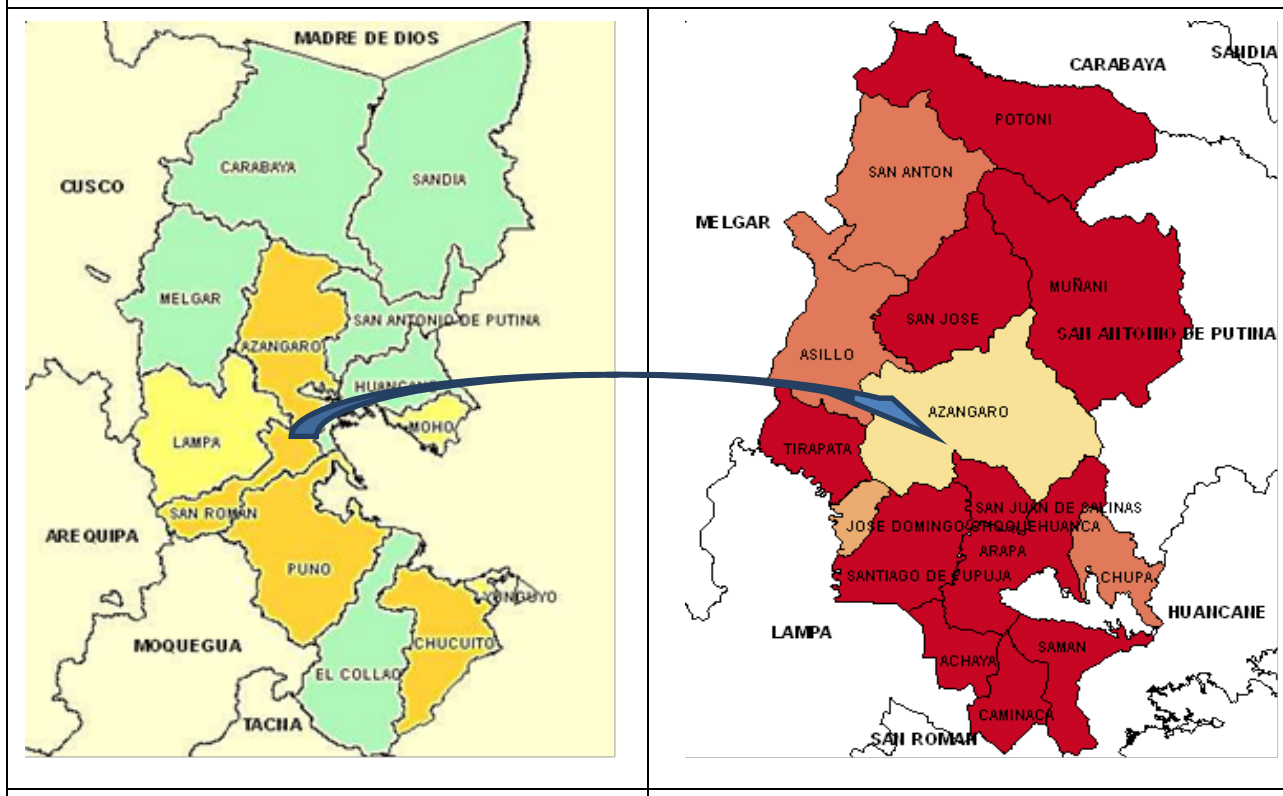 MADRE DE DIOS
CARABAYA
SANDIA
CUSCO
MELGAR
SAN ANTONIO DE PUTINA
AZANGARO
HUANCANE
MOHO
LAMPA
SAN ROMÁN
AREQUIPA
PUNO
YUNGUYO
CHUCUITO
MOQUEGUA
EL COLLAO
TACNA
SANDIA
CARABAYA
POTONI
SAN ANTON
MELGAR
MUÑANI
SAN JOSE
SAN ANTONIO DE PUTINA
ASILLO
AZANGARO
TIRAPATA
SAN JUAN DE SALINAS
JOSE DOMINGO CHOQUEHUANCA
ARAPA
SANTIAGO DE PUPUJA
CHUPA
HUANCANE
LAMPA
SAMAN
ACHAYA
CAMINACA
SAN ROMAN